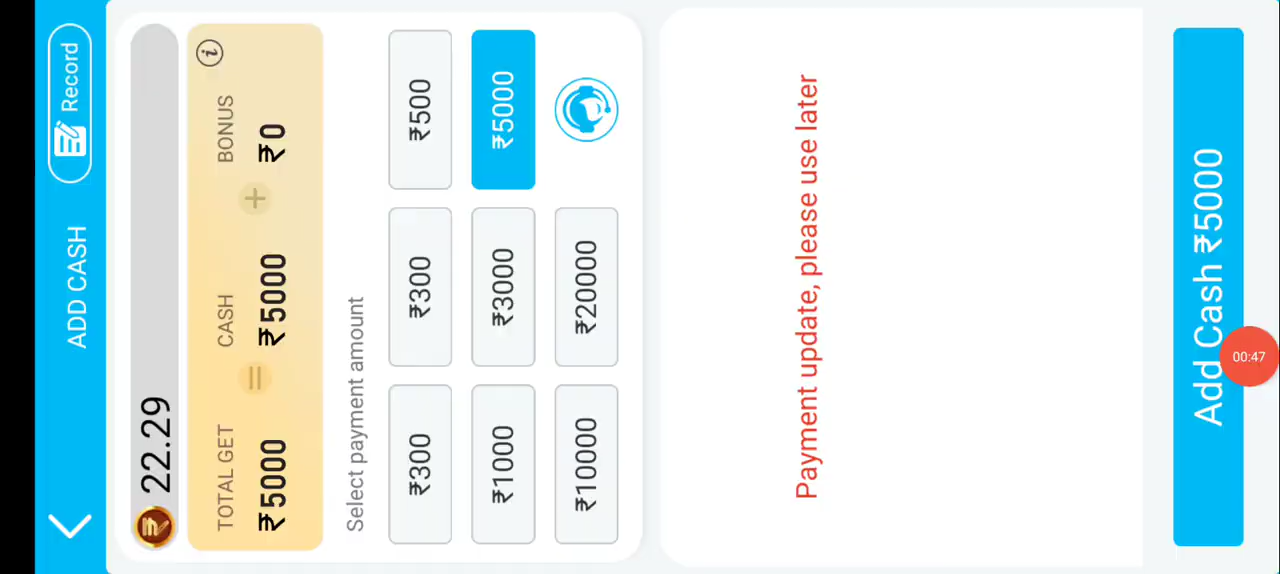 ADD CASH
Record
22.29
TOTAL GET
CASH
BONUS
₹5000
=
₹5000
+
₹0
i
Select payment amount
₹300
₹300
₹500
₹1000
₹3000
₹5000
₹10000
₹20000
Payment update, please use later
Add Cash ₹5000
00:47